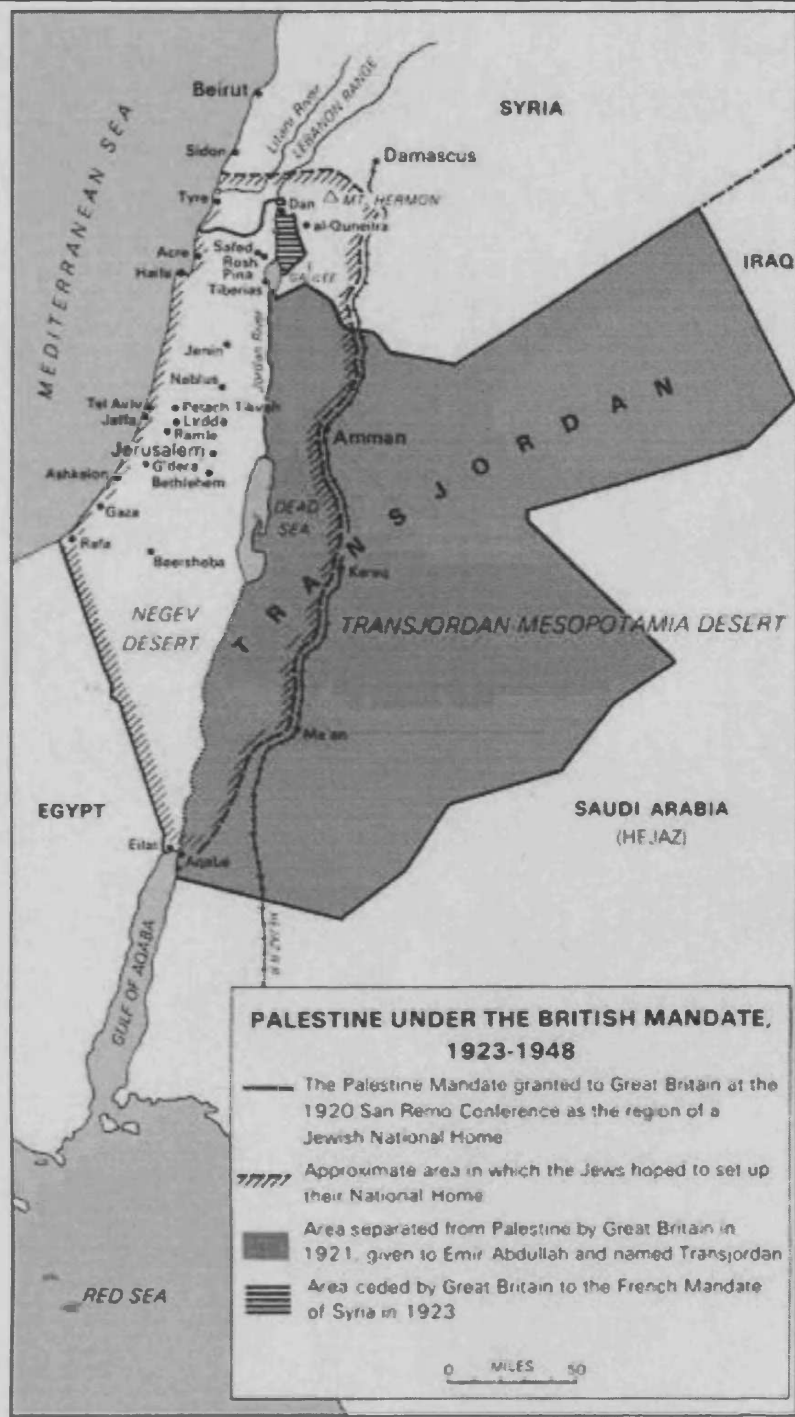 Beirut
SYRIA
Litani River
LEBANON RANGE
MEDITERRANEAN SEA
Sidon
Damascus
Tyre
Dan
MT. HERMON
al-Quneitra
Acre
Safed
Rosh
Pina
Haifa
GALILEE
Tiberias
IRAQ
Jenin
Jordan River
Nablus
Tel Aviv
Petach Tikvah
Jaffa
Lydda
Ramle
Amman
Jerusalem
G'dera
Ashkelon
Bethlehem
Gaza
DEAD
SEA
Rafa
Beersheba
Kareq
TRANSJORDAN
NEGEV
DESERT
TRANSJORDAN MESOPOTAMIA DESERT
Ma'an
EGYPT
SAUDI ARABIA
(HEJAZ)
Eilat
Aqaba
HEJAZ R R
GULF OF AQABA
RED SEA
PALESTINE UNDER THE BRITISH MANDATE,
1923-1948
The Palestine Mandate granted to Great Britain at the
1920 San Remo Conference as the region of a
Jewish National Home
Approximate area in which the Jews hoped to set up
their National Home
Area separated from Palestine by Great Britain in
1921, given to Emir Abdullah and named Transjordan
Area ceded by Great Britain to the French Mandate
of Syria in 1923
0 MILES 50